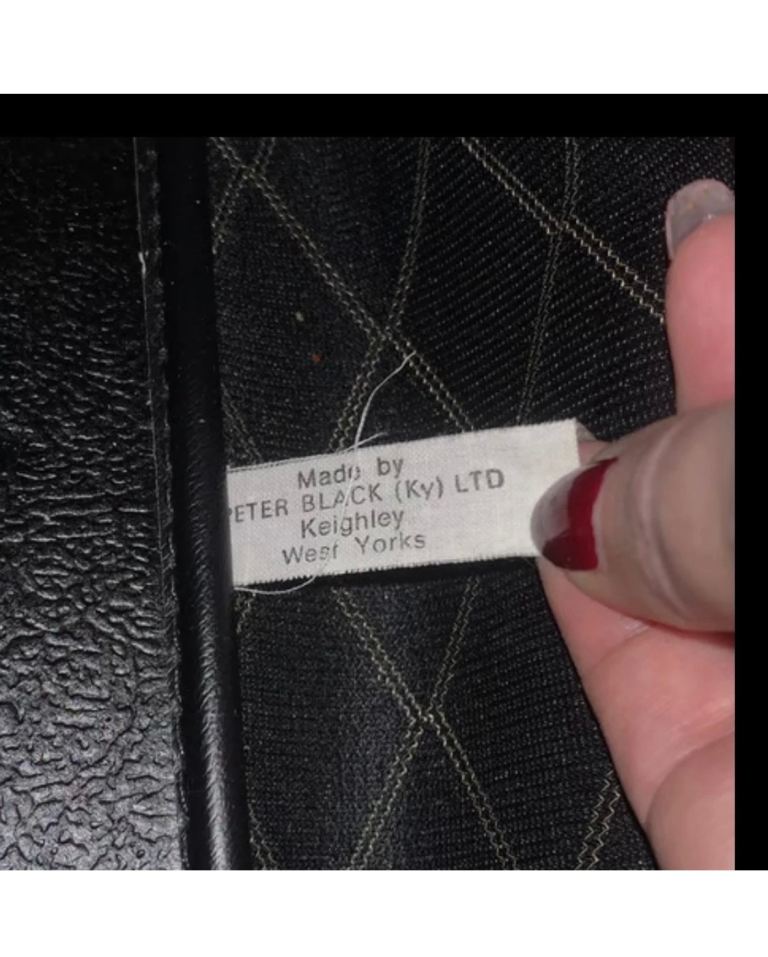 Made by
PETER BLACK (Ky) LTD
Keighley
West Yorks